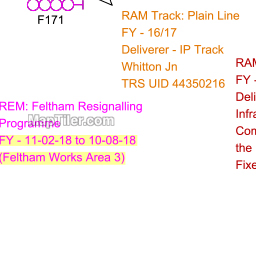 F171
RAM Track: Plain Line
FY - 16/17
Deliverer - IP Track
Whitton Jn
TRS UID 44350216
REM: Feltham Resignalling
Programme
FY - 11-02-18 to 10-08-18
(Feltham Works Area 3)
MapTiler.com
RAM
FY -
Deli
Infra
Com
the
Fixe